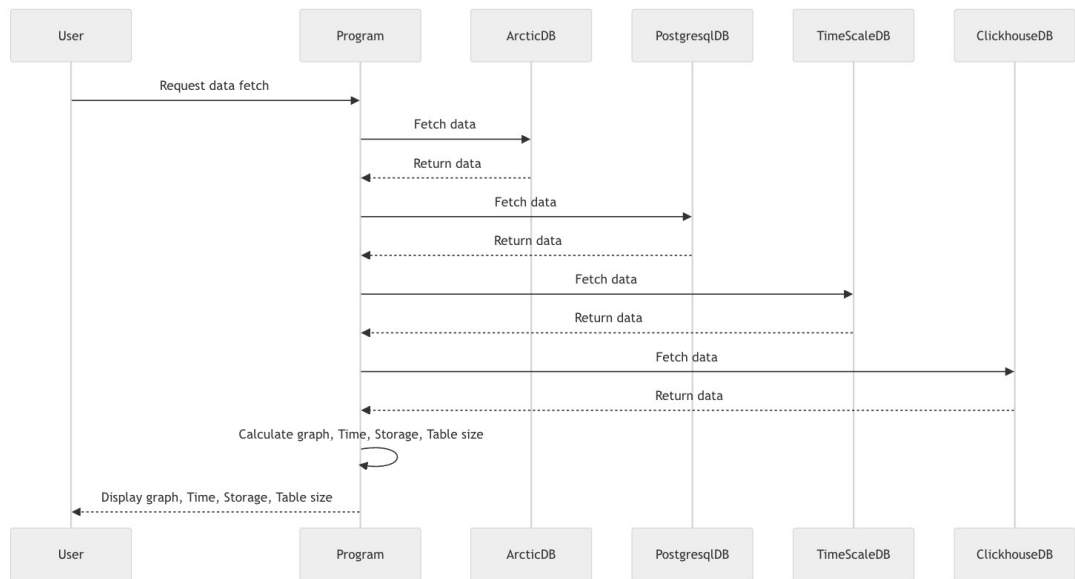 User Program ArcticDB PostgresqlDB TimeScaleDB ClickhouseDB
Request data fetch
Fetch data
Return data
Fetch data
Return data
Fetch data
Return data
Fetch data
Return data
Calculate graph, Time, Storage, Table size
Display graph, Time, Storage, Table size
User Program ArcticDB PostgresqlDB TimeScaleDB ClickhouseDB